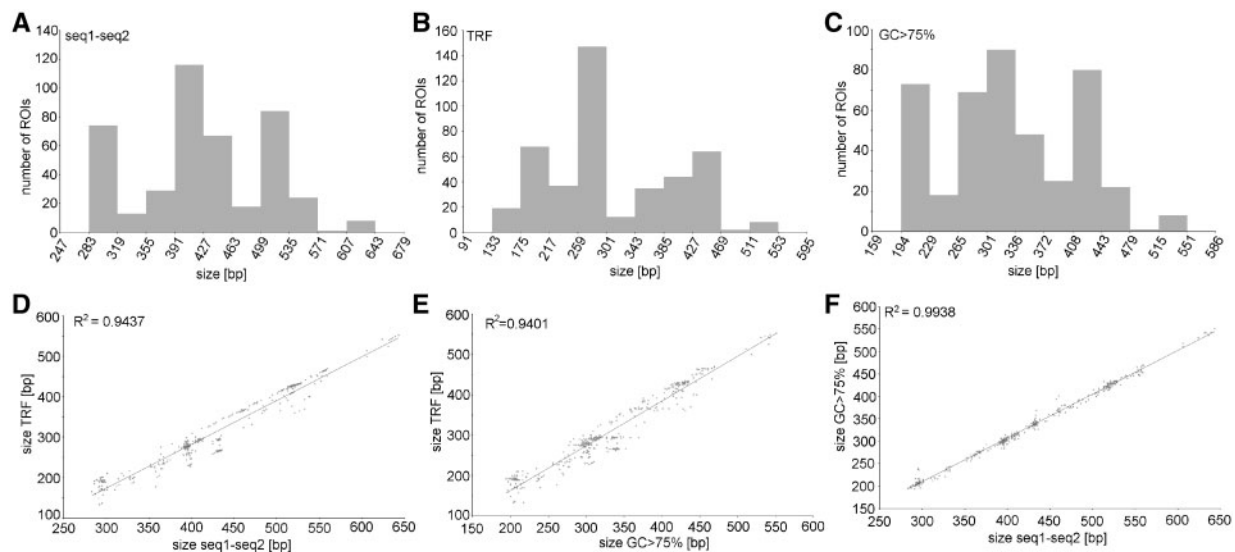 A
seq1-seq2
number of ROIs
140
120
100
80
60
40
20
0
247 283 319 355 391 427 463 499 535 571 607 643 679
size [bp]
B
TRF
number of ROIs
160
140
120
100
80
60
40
20
0
91 133 175 217 259 301 343 385 427 469 511 553 595
size [bp]
C
GC>75%
number of ROIs
100
80
60
40
20
0
159 194 229 265 301 336 372 408 443 479 515 551 586
size [bp]
D
R² = 0.9437
size TRF [bp]
600
500
400
300
200
100
250 300 350 400 450 500 550 600 650
size seq1-seq2 [bp]
E
R²=0.9401
size TRF [bp]
600
500
400
300
200
100
150 200 250 300 350 400 450 500 550 600
size GC>75% [bp]
F
R² = 0.9938
size GC>75% [bp]
600
550
500
450
400
350
300
250
200
150
250 300 350 400 450 500 550 600 650
size seq1-seq2 [bp]